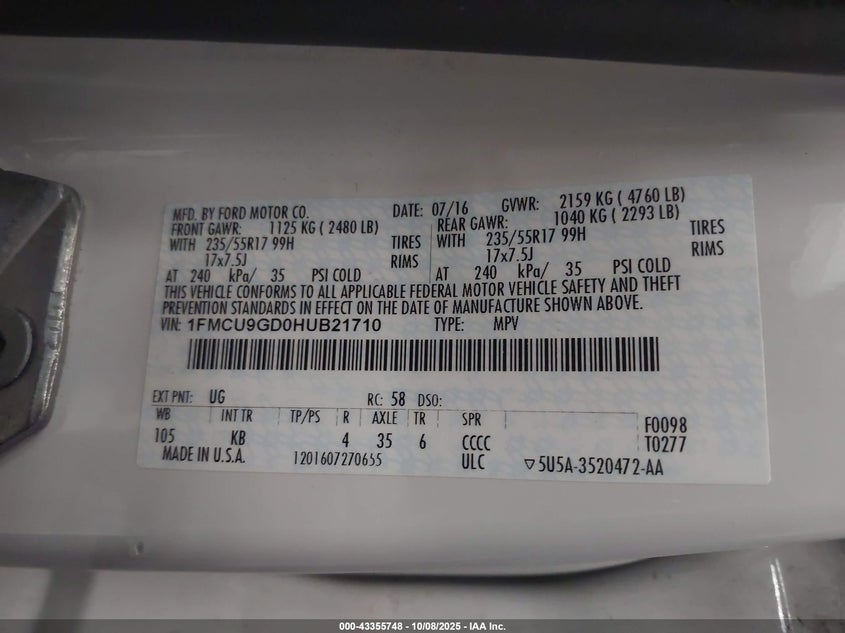 MFD. BY FORD MOTOR CO. DATE: 07/16 GVWR: 2159 KG ( 4760 LB)
FRONT GAWR: 1125 KG ( 2480 LB) REAR GAWR: 1040 KG ( 2293 LB)
WITH 235/55R17 99H TIRES WITH 235/55R17 99H TIRES
17x7.5J RIMS 17x7.5J RIMS
AT 240 kPa/ 35 PSI COLD AT 240 kPa/ 35 PSI COLD
THIS VEHICLE CONFORMS TO ALL APPLICABLE FEDERAL MOTOR VEHICLE SAFETY AND THEFT
PREVENTION STANDARDS IN EFFECT ON THE DATE OF MANUFACTURE SHOWN ABOVE.
VIN: 1FMCU9GD0HUB21710 TYPE: MPV
EXT PNT: UG RC: 58 DSO:
WB INT TR TP/PS R AXLE TR SPR F0098
105 KB 4 35 6 CCCC T0277
MADE IN U.S.A. 1201607270655 ULC ▽5U5A-3520472-AA
000-43355748 - 10/08/2025 - IAA Inc.